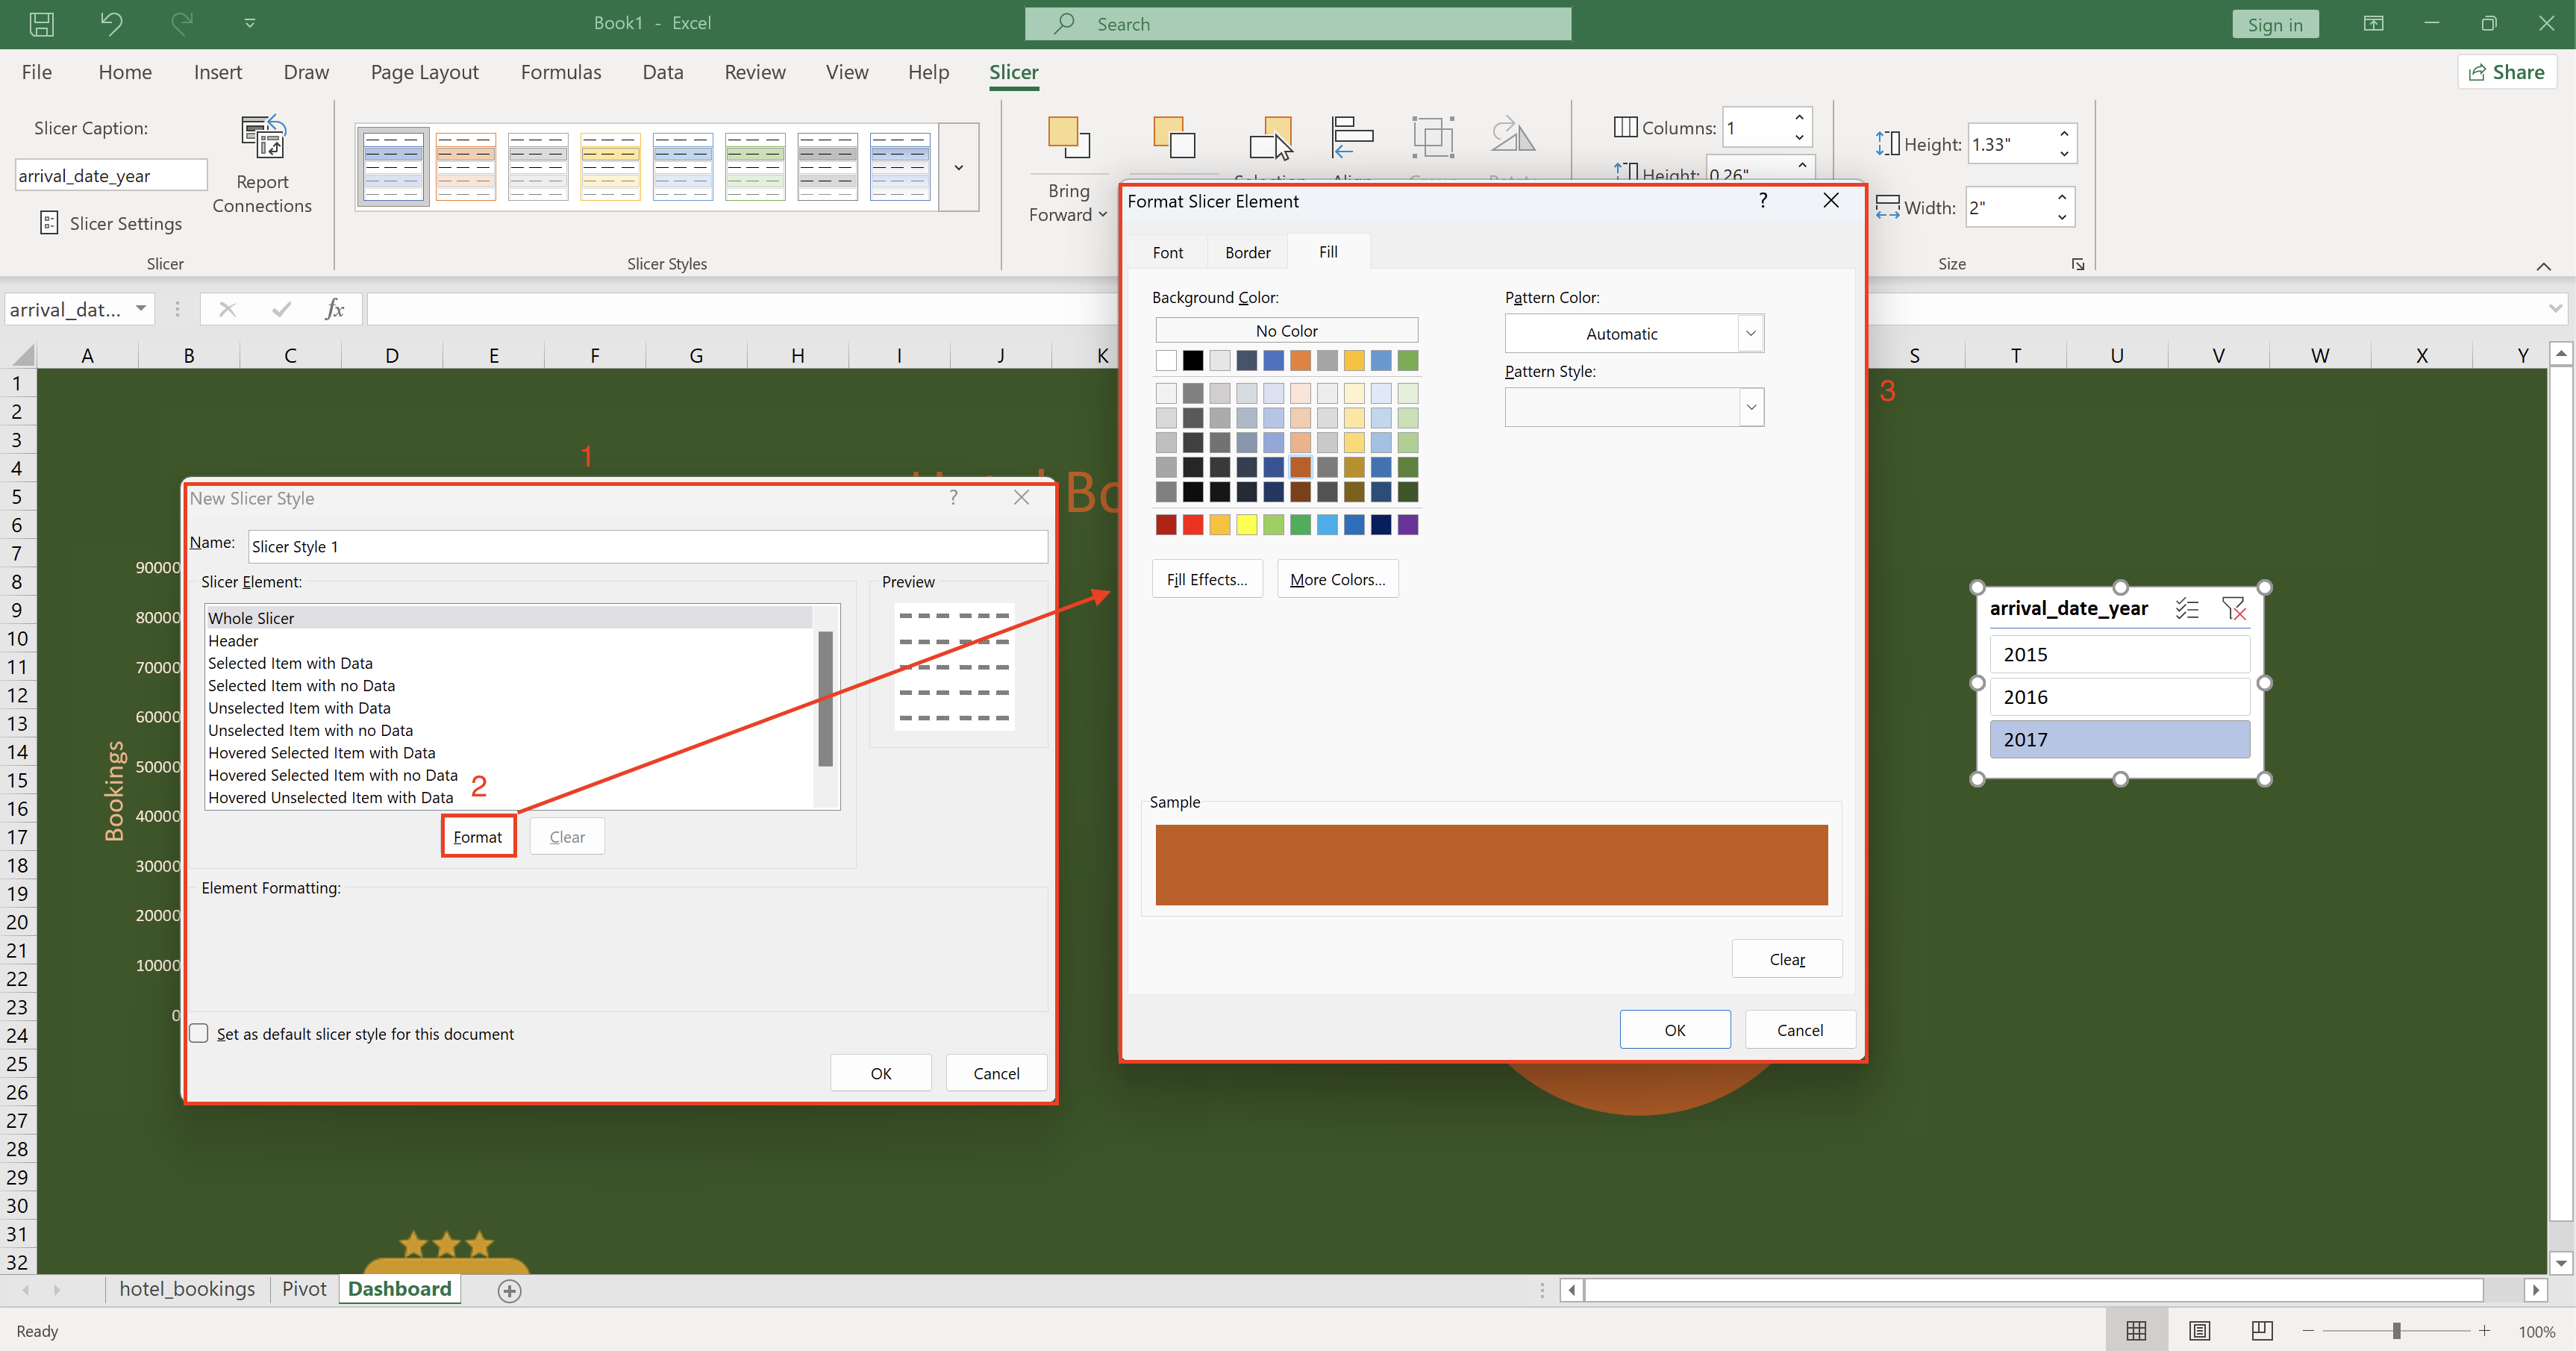 Book1 - Excel
Search
Sign in
File Home Insert Draw Page Layout Formulas Data Review View Help Slicer
Share
Slicer Caption:
arrival_date_year
Slicer Settings
Report
Connections
Slicer
Slicer Styles
Bring
Forward
Columns: 1
Height: 0.26"
Height: 1.33"
Width: 2"
Size
arrival_dat...
fx
A B C D E F G H I J K S T U V W X Y
1
2
3
4
5
6
7
8
9
10
11
12
13
14
15
16
17
18
19
20
21
22
23
24
25
26
27
28
29
30
31
32
Bookings
90000
80000
70000
60000
50000
40000
30000
20000
10000
0
1
New Slicer Style
?
Name: Slicer Style 1
Slicer Element:
Whole Slicer
Header
Selected Item with Data
Selected Item with no Data
Unselected Item with Data
Unselected Item with no Data
Hovered Selected Item with Data
Hovered Selected Item with no Data
Hovered Unselected Item with Data
Preview
2
Format Clear
Element Formatting:
Set as default slicer style for this document
OK Cancel
3
Format Slicer Element
?
Font Border Fill
Background Color:
No Color
Pattern Color:
Automatic
Pattern Style:
Fill Effects... More Colors...
Sample
Clear
OK Cancel
arrival_date_year
2015
2016
2017
hotel_bookings Pivot Dashboard
Ready
100%